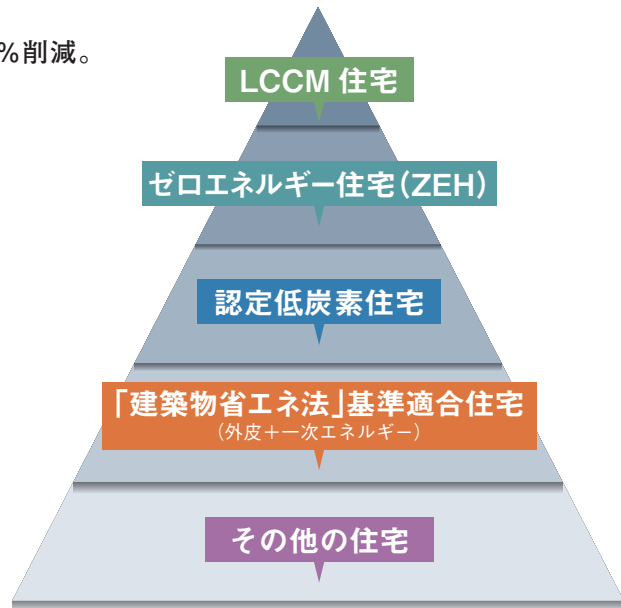 %削減。
LCCM 住宅
ゼロエネルギー住宅(ZEH)
認定低炭素住宅
「建築物省エネ法」基準適合住宅
(外皮+一次エネルギー)
その他の住宅